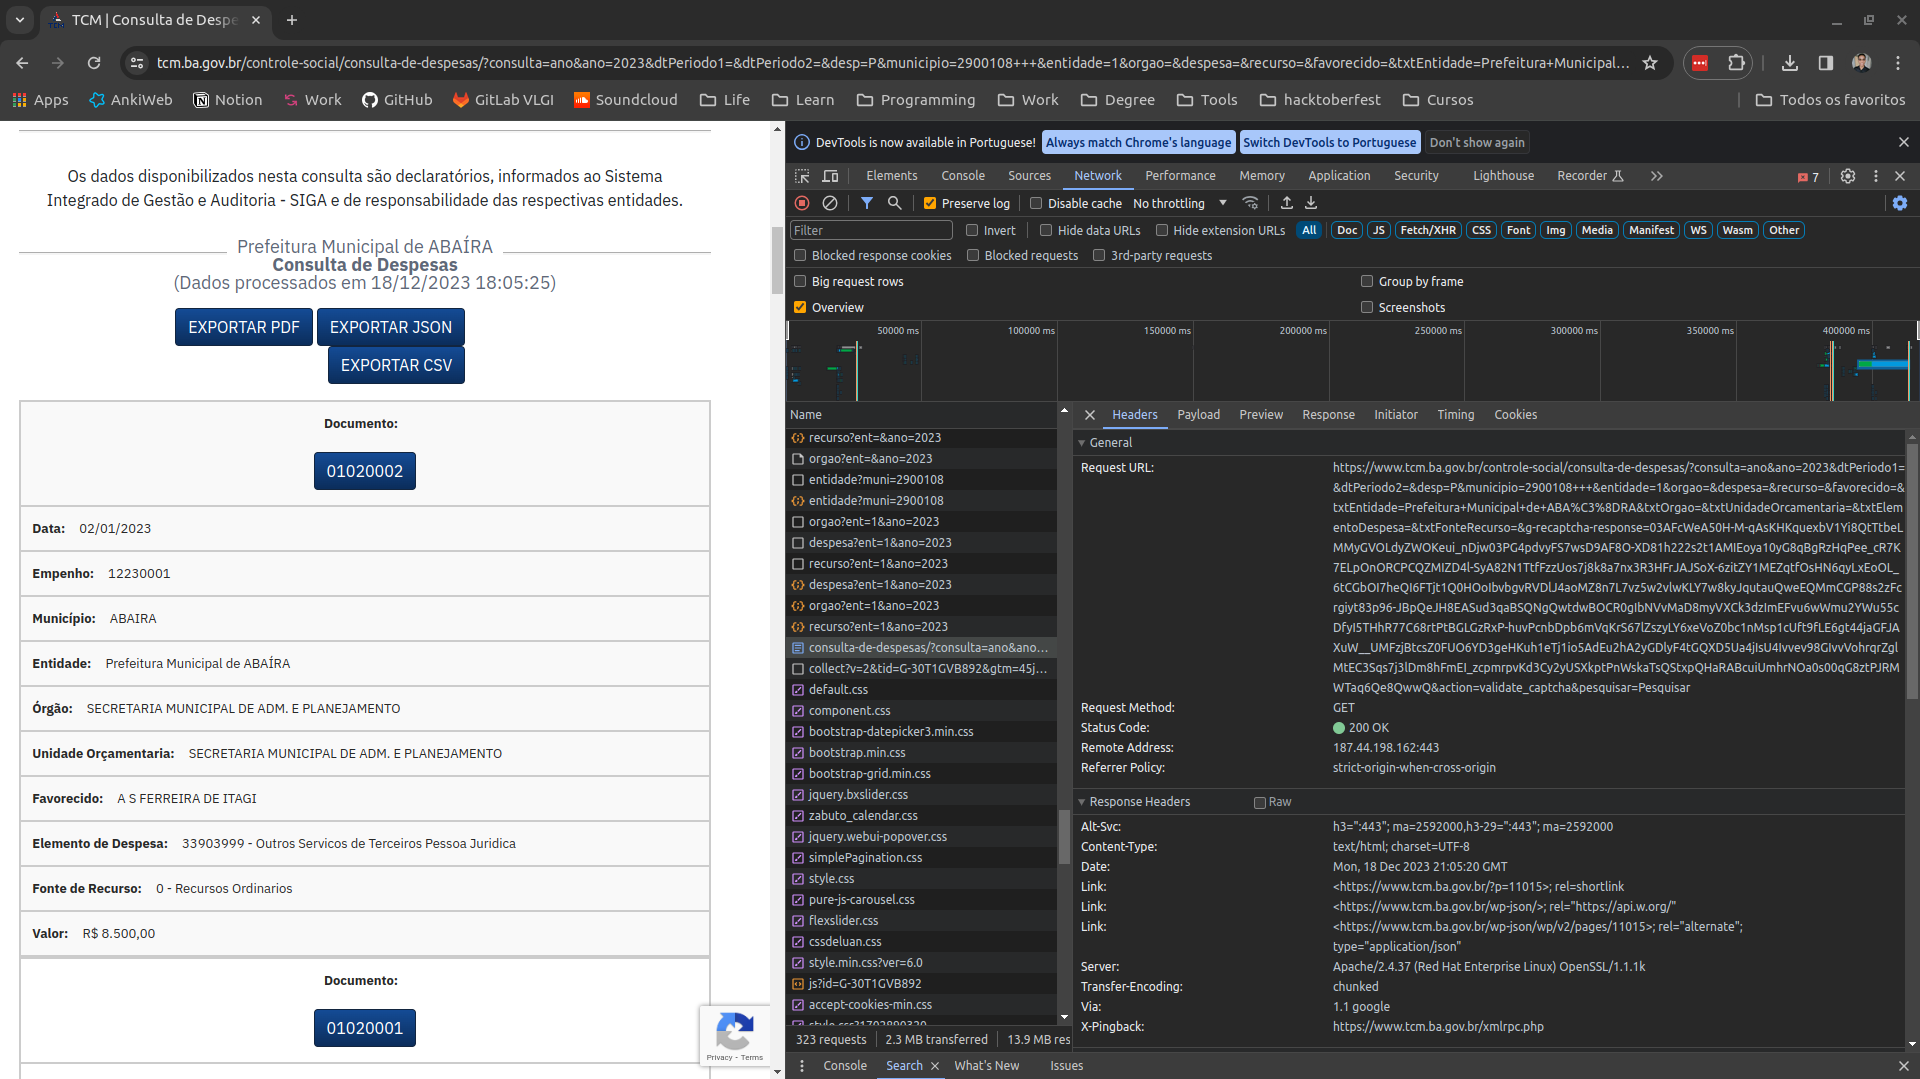 TCM | Consulta de Despe
tcm.ba.gov.br/controle-social/consulta-de-despesas/?consulta=ano&ano=2023&dtPeriodo1=&dtPeriodo2=&desp=P&municipio=2900108+++&entidade=1&orgao=&despesa=&recurso=&favorecido=&txtEntidade=Prefeitura+Municipal...
Apps AnkiWeb Notion Work GitHub GitLab VLGI Soundcloud Life Learn Programming Work Degree Tools hacktoberfest Cursos Todos os favoritos
Os dados disponibilizados nesta consulta são declaratórios, informados ao Sistema
Integrado de Gestão e Auditoria - SIGA e de responsabilidade das respectivas entidades.
Prefeitura Municipal de ABAÍRA
Consulta de Despesas
(Dados processados em 18/12/2023 18:05:25)
EXPORTAR PDF EXPORTAR JSON
EXPORTAR CSV
Documento:
01020002
Data: 02/01/2023
Empenho: 12230001
Município: ABAIRA
Entidade: Prefeitura Municipal de ABAÍRA
Órgão: SECRETARIA MUNICIPAL DE ADM. E PLANEJAMENTO
Unidade Orçamentaria: SECRETARIA MUNICIPAL DE ADM. E PLANEJAMENTO
Favorecido: A S FERREIRA DE ITAGI
Elemento de Despesa: 33903999 - Outros Servicos de Terceiros Pessoa Juridica
Fonte de Recurso: 0 - Recursos Ordinarios
Valor: R$ 8.500,00
Documento:
01020001
Privacy - Terms
DevTools is now available in Portuguese! Always match Chrome's language Switch DevTools to Portuguese Don't show again
Elements Console Sources Network Performance Memory Application Security Lighthouse Recorder 7
Preserve log Disable cache No throttling
Filter Invert Hide data URLs Hide extension URLs All Doc JS Fetch/XHR CSS Font Img Media Manifest WS Wasm Other
Blocked response cookies Blocked requests 3rd-party requests
Big request rows Group by frame
Overview Screenshots
50000 ms 100000 ms 150000 ms 200000 ms 250000 ms 300000 ms 350000 ms 400000 ms
Name
recurso?ent=&ano=2023
orgao?ent=&ano=2023
entidade?muni=2900108
entidade?muni=2900108
orgao?ent=1&ano=2023
despesa?ent=1&ano=2023
recurso?ent=1&ano=2023
despesa?ent=1&ano=2023
orgao?ent=1&ano=2023
recurso?ent=1&ano=2023
consulta-de-despesas/?consulta=ano&ano...
collect?v=2&tid=G-30T1GVB892&gtm=45j...
default.css
component.css
bootstrap-datepicker3.min.css
bootstrap.min.css
bootstrap-grid.min.css
jquery.bxslider.css
zabuto_calendar.css
jquery.webui-popover.css
simplePagination.css
style.css
pure-js-carousel.css
flexslider.css
cssdeluan.css
style.min.css?ver=6.0
js?id=G-30T1GVB892
accept-cookies-min.css
323 requests 2.3 MB transferred 13.9 MB res
Headers Payload Preview Response Initiator Timing Cookies
General
Request URL: https://www.tcm.ba.gov.br/controle-social/consulta-de-despesas/?consulta=ano&ano=2023&dtPeriodo1=
&dtPeriodo2=&desp=P&municipio=2900108+++&entidade=1&orgao=&despesa=&recurso=&favorecido=&
txtEntidade=Prefeitura+Municipal+de+ABA%C3%8DRA&txtOrgao=&txtUnidadeOrcamentaria=&txtElem
entoDespesa=&txtFonteRecurso=&g-recaptcha-response=03AFcWeA50H-M-qAsKHKquexbV1Yi8QtTtbeL
MMyGVOLdyZWOKeui_nDjw03PG4pdvyFS7wsD9AF8O-XD81h222s2t1AMIEoya10yG8qBgRzHqPee_cR7K
7ELpOnORCPCQZMIZD4l-SyA82N1TtfFzzUos7j8k8a7nx3R3HFrJAJSoX-6zitZY1MEZqtfOsHN6qyLxEoOL_
6tCGbOI7heQI6FTjt1Q0HOoIbvbgvRVDlJ4aoMZ8n7L7vz5w2vlwKLY7w8kyJqutauQweEQMmCGP88s2zFc
rgiyt83p96-JBpQeJH8EASud3qaBSQNgQwtdwBOCR0gIbNVvMaD8myVXCk3dzImEFvu6wWmu2YWu55c
DfyI5THhR77C68rtPtBGLGzRxP-huvPcnbDpb6mVqKrS67lZszyLY6xeVoZ0bc1nMsp1cUft9fLE6gt44jaGFJA
XuW__UMFzjBtcsZ0FUO6YD3geHKuh1eTj1io5AdEu2hA2yGDlyF4tGQXD5Ua4jIsU4Ivvev98GIvvVohrqrZgl
MtEC3Sqs7j3lDm8hFmEI_zcpmrpvKd3Cy2yUSXkptPnWskaTsQStxpQHaRABcuiUmhrNOa0s00qG8ztPJRM
WTaq6Qe8QwwQ&action=validate_captcha&pesquisar=Pesquisar
Request Method: GET
Status Code: 200 OK
Remote Address: 187.44.198.162:443
Referrer Policy: strict-origin-when-cross-origin
Response Headers Raw
Alt-Svc: h3=":443"; ma=2592000,h3-29=":443"; ma=2592000
Content-Type: text/html; charset=UTF-8
Date: Mon, 18 Dec 2023 21:05:20 GMT
Link: <https://www.tcm.ba.gov.br/?p=11015>; rel=shortlink
Link: <https://www.tcm.ba.gov.br/wp-json/>; rel="https://api.w.org/"
Link: <https://www.tcm.ba.gov.br/wp-json/wp/v2/pages/11015>; rel="alternate";
type="application/json"
Server: Apache/2.4.37 (Red Hat Enterprise Linux) OpenSSL/1.1.1k
Transfer-Encoding: chunked
Via: 1.1 google
X-Pingback: https://www.tcm.ba.gov.br/xmlrpc.php
Console Search What's New Issues